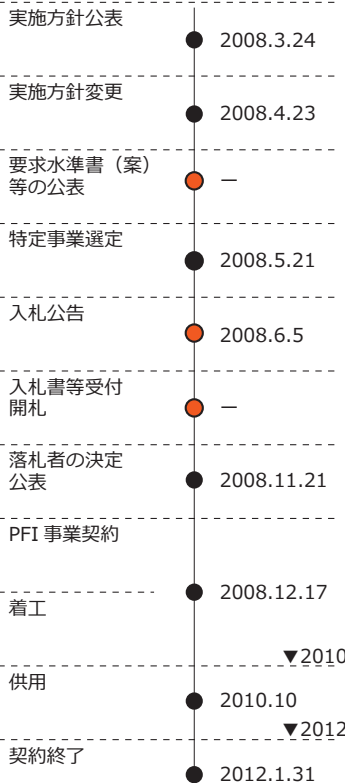 実施方針公表
2008.3.24
実施方針変更
2008.4.23
要求水準書（案）
等の公表
－
特定事業選定
2008.5.21
入札公告
2008.6.5
入札書等受付
開札
－
落札者の決定
公表
2008.11.21
PFI 事業契約
2008.12.17
着工
▼2010
供用
2010.10
▼2012
契約終了
2012.1.31